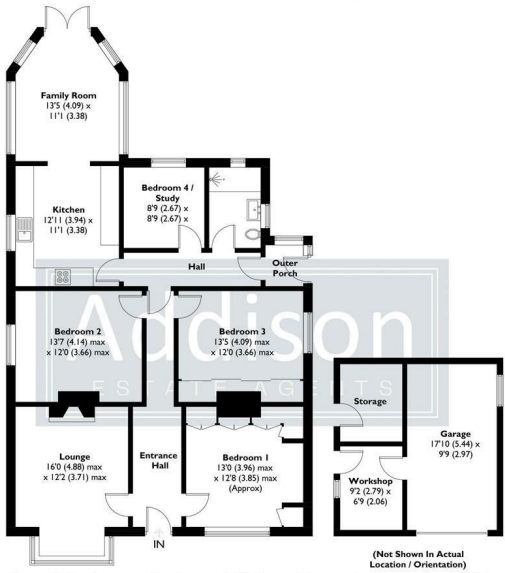 Family Room
13'5 (4.09) x
11'1 (3.38)
Kitchen
12'11 (3.94) x
11'1 (3.38)
Bedroom 4 /
Study
8'9 (2.67) x
8'9 (2.67) x
Hall
Outer
Porch
Addison
ESTATE AGENTS
Bedroom 2
13'7 (4.14) max
x 12'0 (3.66) max
Bedroom 3
13'5 (4.09) max
x 12'0 (3.66) max
Lounge
16'0 (4.88) max
x 12'2 (3.71) max
Entrance
Hall
Bedroom 1
13'0 (3.96) max
x 12'8 (3.85) max
(Approx)
IN
Storage
Garage
17'10 (5.44) x
9'9 (2.97)
Workshop
9'2 (2.79) x
6'9 (2.06)
(Not Shown In Actual
Location / Orientation)